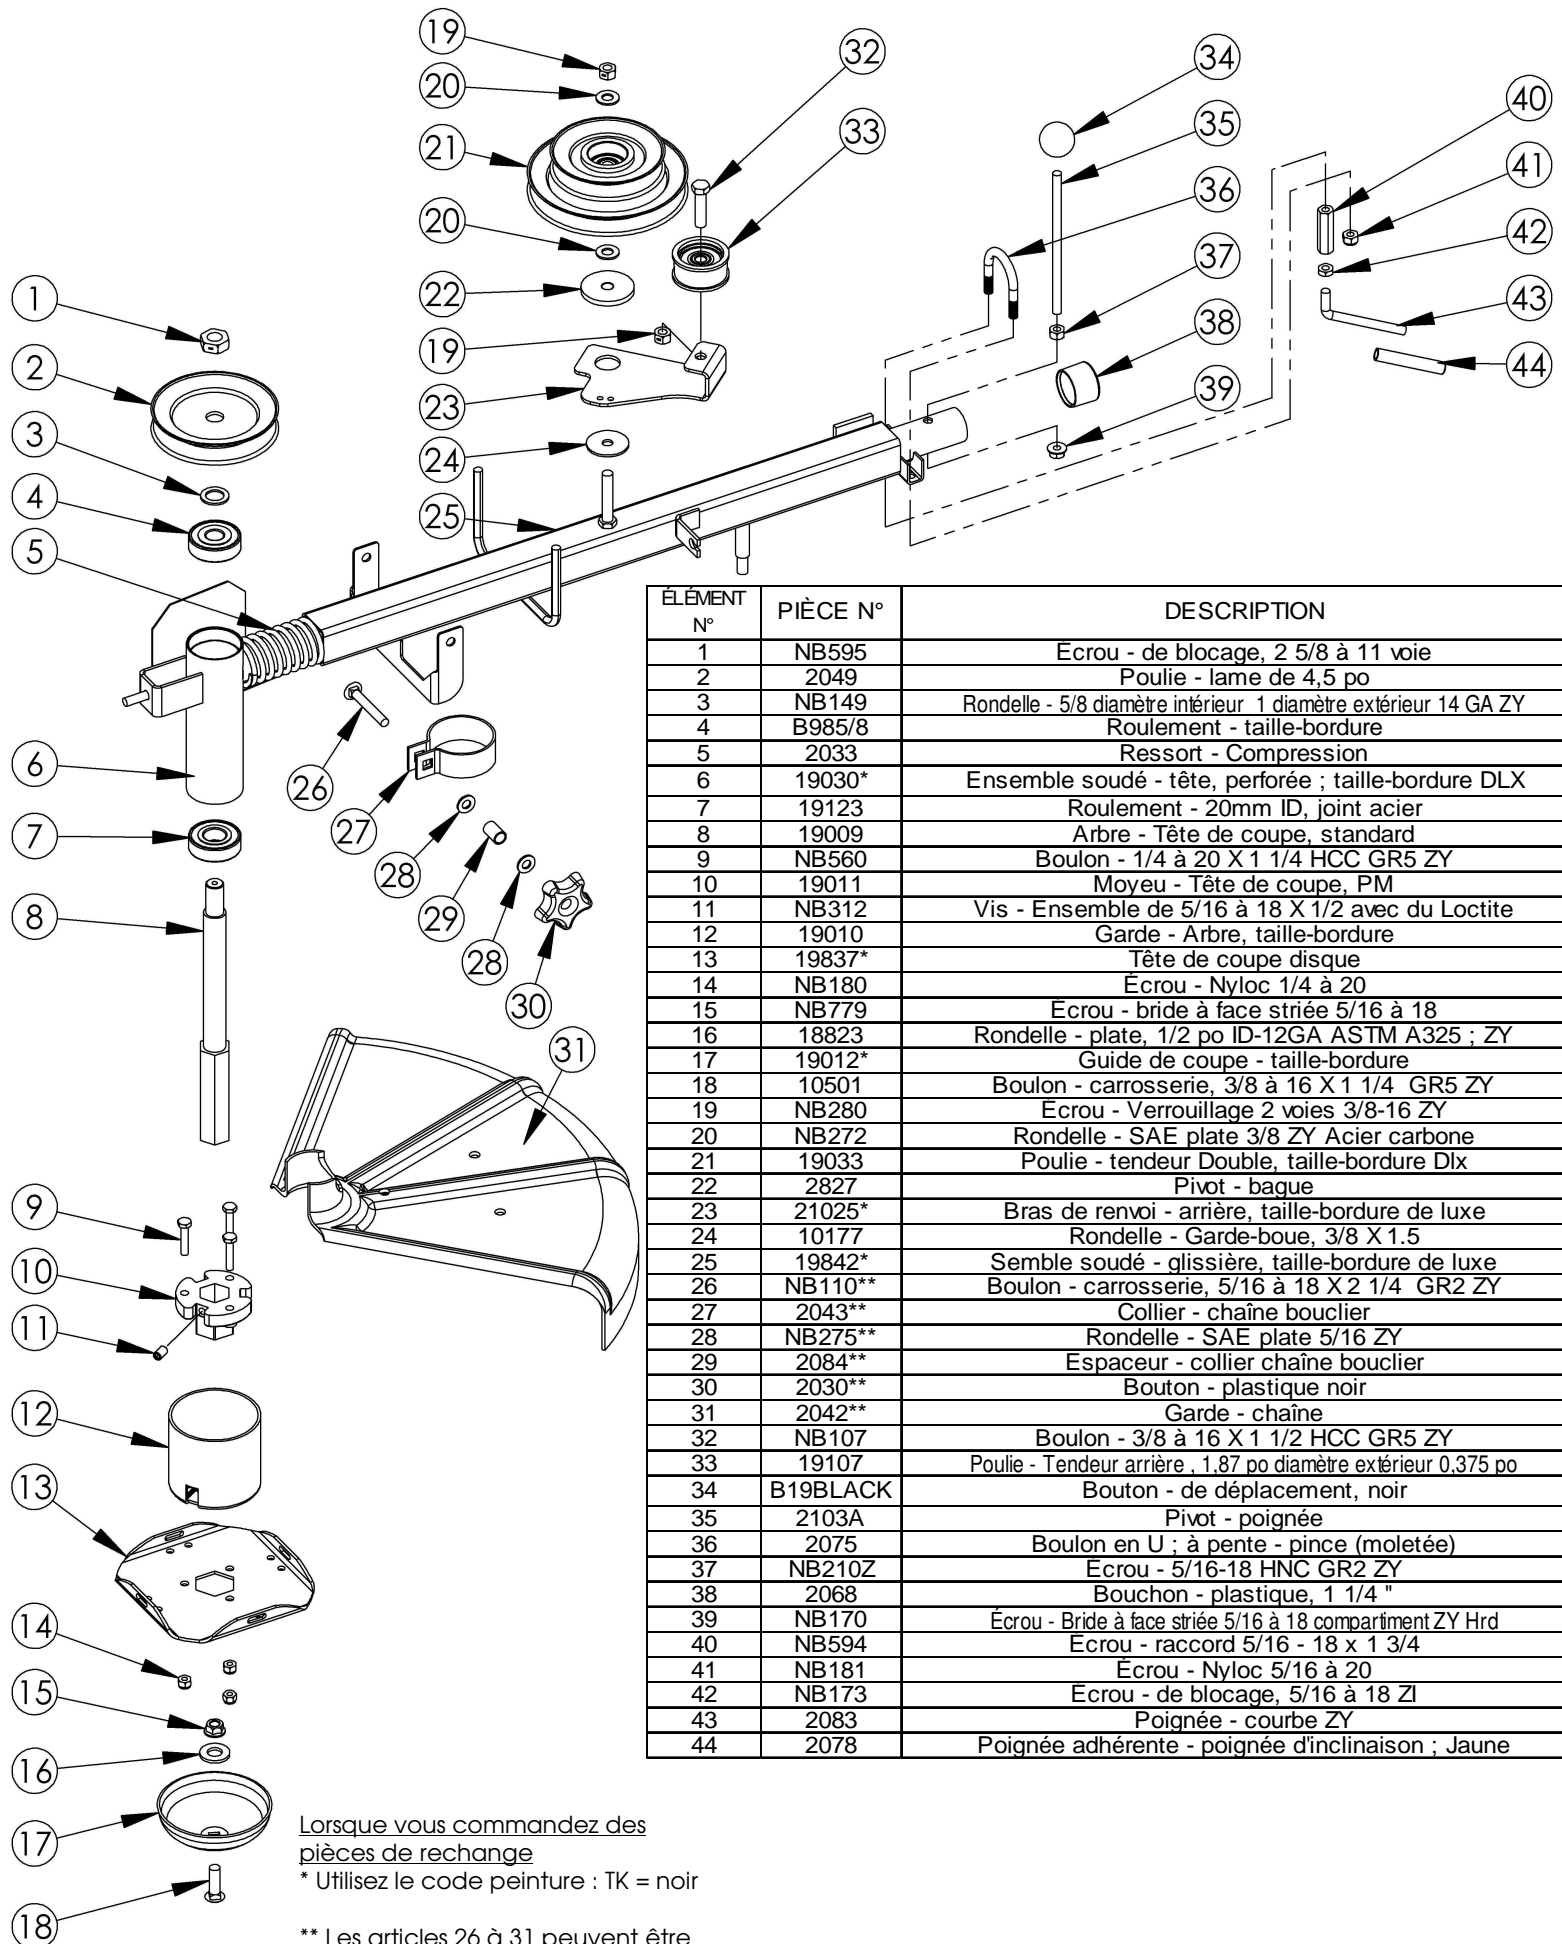 19
20
21
20
22
19
23
24
25
32
33
34
35
36
37
38
39
40
41
42
43
44
1
2
3
4
5
6
7
8
9
10
11
12
13
14
15
16
17
18
26
27
28
29
28
30
31
ÉLÉMENT N° PIÈCE N° DESCRIPTION
1 NB595 Écrou - de blocage, 2 5/8 à 11 voie
2 2049 Poulie - lame de 4,5 po
3 NB149 Rondelle - 5/8 diamètre intérieur 1 diamètre extérieur 14 GA ZY
4 B985/8 Roulement - taille-bordure
5 2033 Ressort - Compression
6 19030* Ensemble soudé - tête, perforée ; taille-bordure DLX
7 19123 Roulement - 20mm ID, joint acier
8 19009 Arbre - Tête de coupe, standard
9 NB560 Boulon - 1/4 à 20 X 1 1/4 HCC GR5 ZY
10 19011 Moyeu - Tête de coupe, PM
11 NB312 Vis - Ensemble de 5/16 à 18 X 1/2 avec du Loctite
12 19010 Garde - Arbre, taille-bordure
13 19837* Tête de coupe disque
14 NB180 Écrou - Nyloc 1/4 à 20
15 NB779 Écrou - bride à face striée 5/16 à 18
16 18823 Rondelle - plate, 1/2 po ID-12GA ASTM A325 ; ZY
17 19012* Guide de coupe - taille-bordure
18 10501 Boulon - carrosserie, 3/8 à 16 X 1 1/4 GR5 ZY
19 NB280 Écrou - Verrouillage 2 voies 3/8-16 ZY
20 NB272 Rondelle - SAE plate 3/8 ZY Acier carbone
21 19033 Poulie - tendeur Double, taille-bordure Dlx
22 2827 Pivot - bague
23 21025* Bras de renvoi - arrière, taille-bordure de luxe
24 10177 Rondelle - Garde-boue, 3/8 X 1.5
25 19842* Semble soudé - glissière, taille-bordure de luxe
26 NB110** Boulon - carrosserie, 5/16 à 18 X 2 1/4 GR2 ZY
27 2043** Collier - chaîne bouclier
28 NB275** Rondelle - SAE plate 5/16 ZY
29 2084** Espaceur - collier chaîne bouclier
30 2030** Bouton - plastique noir
31 2042** Garde - chaîne
32 NB107 Boulon - 3/8 à 16 X 1 1/2 HCC GR5 ZY
33 19107 Poulie - Tendeur arrière , 1,87 po diamètre extérieur 0,375 po
34 B19BLACK Bouton - de déplacement, noir
35 2103A Pivot - poignée
36 2075 Boulon en U ; à pente - pince (moletée)
37 NB210Z Écrou - 5/16-18 HNC GR2 ZY
38 2068 Bouchon - plastique, 1 1/4 "
39 NB170 Écrou - Bride à face striée 5/16 à 18 compartiment ZY Hrd
40 NB594 Écrou - raccord 5/16 - 18 x 1 3/4
41 NB181 Écrou - Nyloc 5/16 à 20
42 NB173 Écrou - de blocage, 5/16 à 18 ZI
43 2083 Poignée - courbe ZY
44 2078 Poignée adhérente - poignée d'inclinaison ; Jaune
Lorsque vous commandez des
pièces de rechange
* Utilisez le code peinture : TK = noir
** Les articles 26 à 31 peuvent être